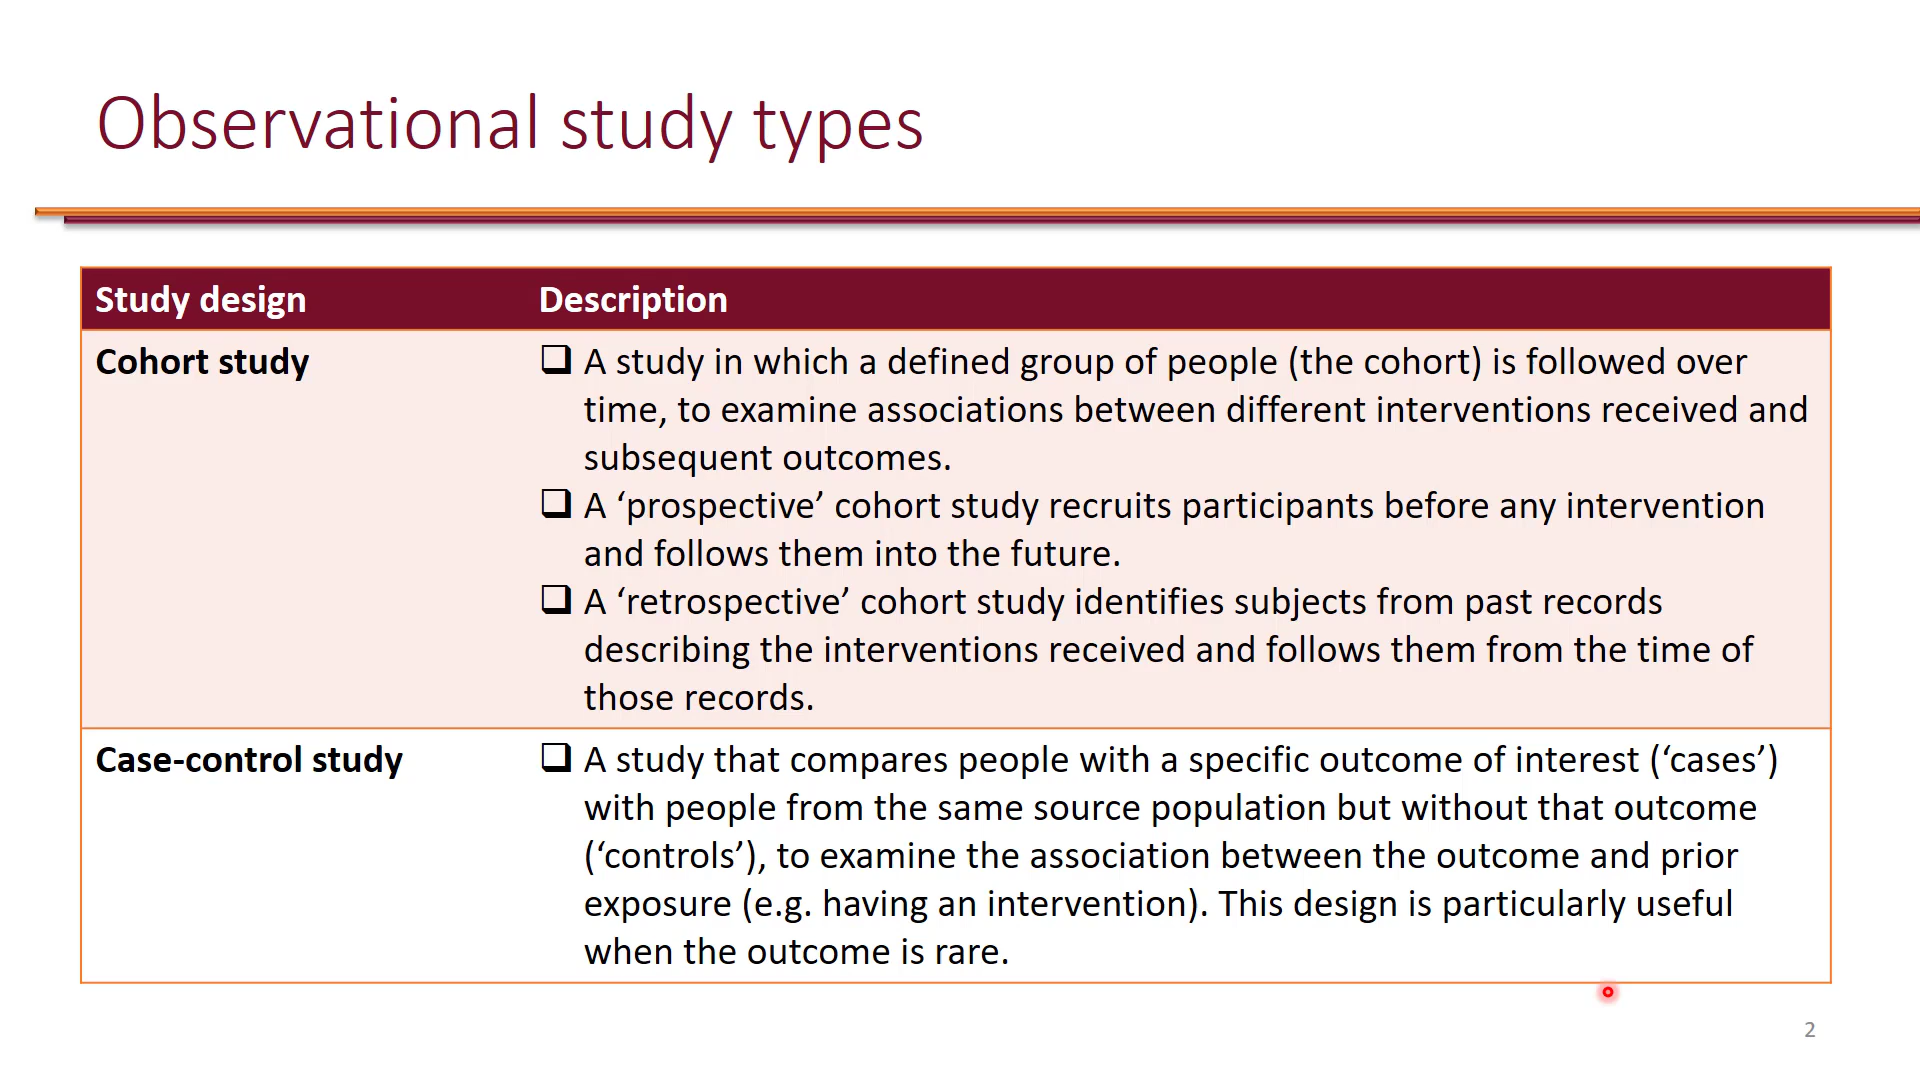 Observational study types
Study design
Description
Cohort study
❑ A study in which a defined group of people (the cohort) is followed over
time, to examine associations between different interventions received and
subsequent outcomes.
❑ A ‘prospective’ cohort study recruits participants before any intervention
and follows them into the future.
❑ A ‘retrospective’ cohort study identifies subjects from past records
describing the interventions received and follows them from the time of
those records.
Case-control study
❑ A study that compares people with a specific outcome of interest (‘cases’)
with people from the same source population but without that outcome
(‘controls’), to examine the association between the outcome and prior
exposure (e.g. having an intervention). This design is particularly useful
when the outcome is rare.
2